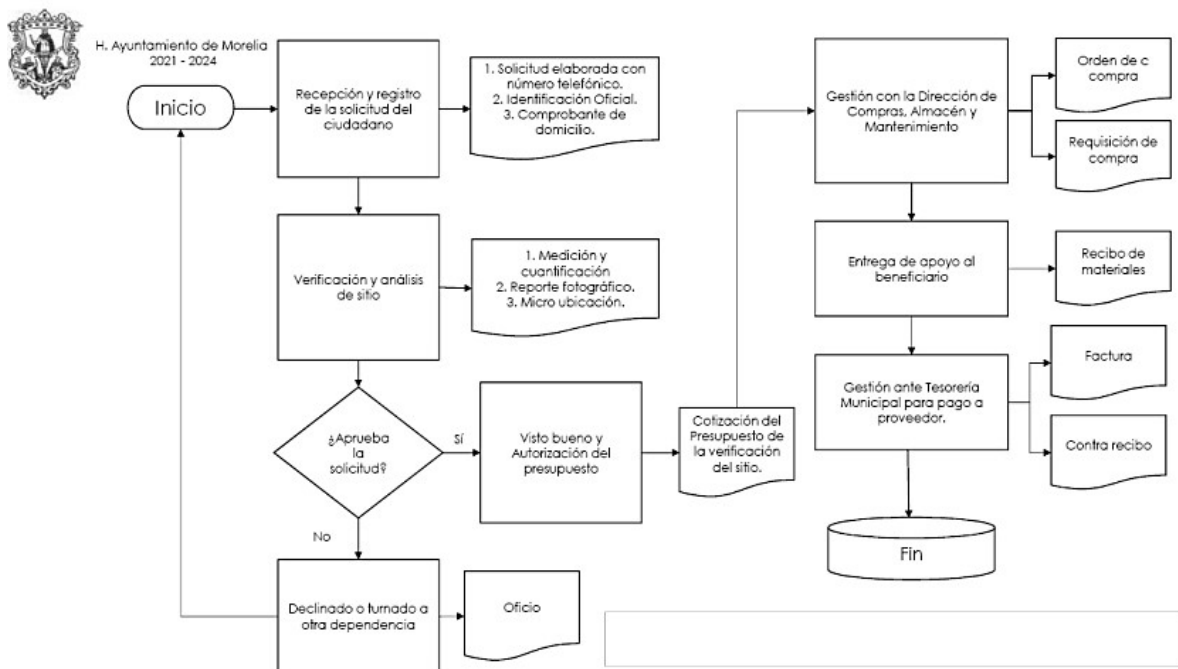 H. Ayuntamiento de Morelia
2021 - 2024
Inicio
Recepción y registro
de la solicitud del
ciudadano
1. Solicitud elaborada con
número telefónico.
2. Identificación Oficial.
3. Comprobante de
domicilio.
Verificación y análisis
de sitio
1. Medición y
cuantificación
2. Reporte fotográfico.
3. Micro ubicación.
¿Aprueba
la
solicitud?
Sí
Visto bueno y
Autorización del
presupuesto
Cotización del
Presupuesto de
la verificación
del sitio.
No
Declinado o turnado a
otra dependencia
Oficio
Gestión con la Dirección de
Compras, Almacén y
Mantenimiento
Orden de c
compra
Requisición de
compra
Entrega de apoyo al
beneficiario
Recibo de
materiales
Gestión ante Tesorería
Municipal para pago a
proveedor.
Factura
Contra recibo
Fin